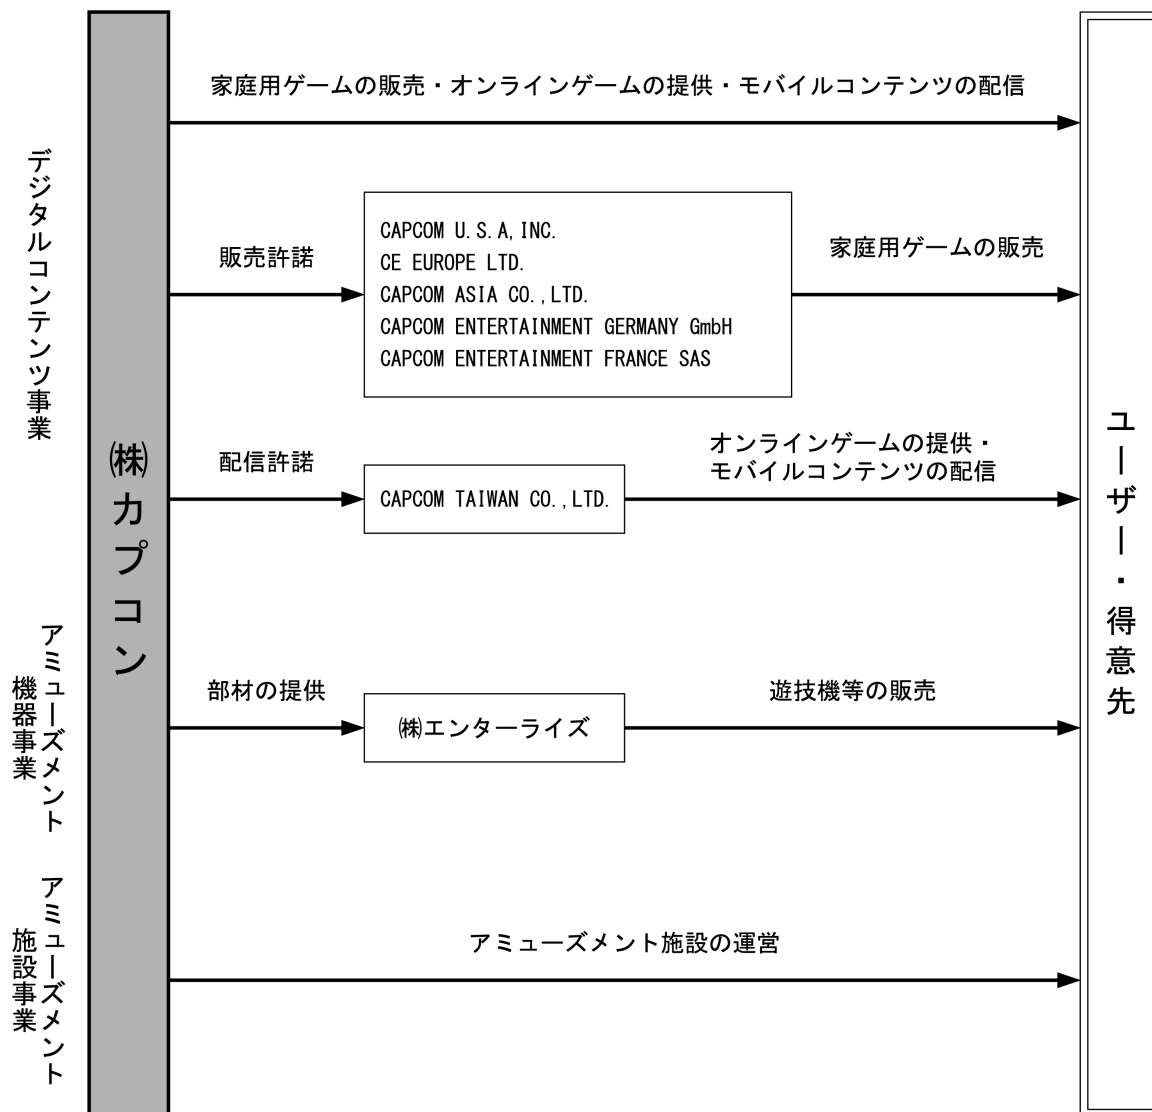 家庭用ゲームの販売・オンラインゲームの提供・モバイルコンテンツの配信
デジタルコンテンツ事業
販売許諾
CAPCOM U.S.A,INC.
CE EUROPE LTD.
CAPCOM ASIA CO.,LTD.
CAPCOM ENTERTAINMENT GERMANY GmbH
CAPCOM ENTERTAINMENT FRANCE SAS
家庭用ゲームの販売
㈱カプコン
配信許諾
CAPCOM TAIWAN CO.,LTD.
オンラインゲームの提供・
モバイルコンテンツの配信
ユーザー・得意先
アミューズメント
機器事業
部材の提供
㈱エンターライズ
遊技機等の販売
アミューズメント
施設事業
アミューズメント施設の運営